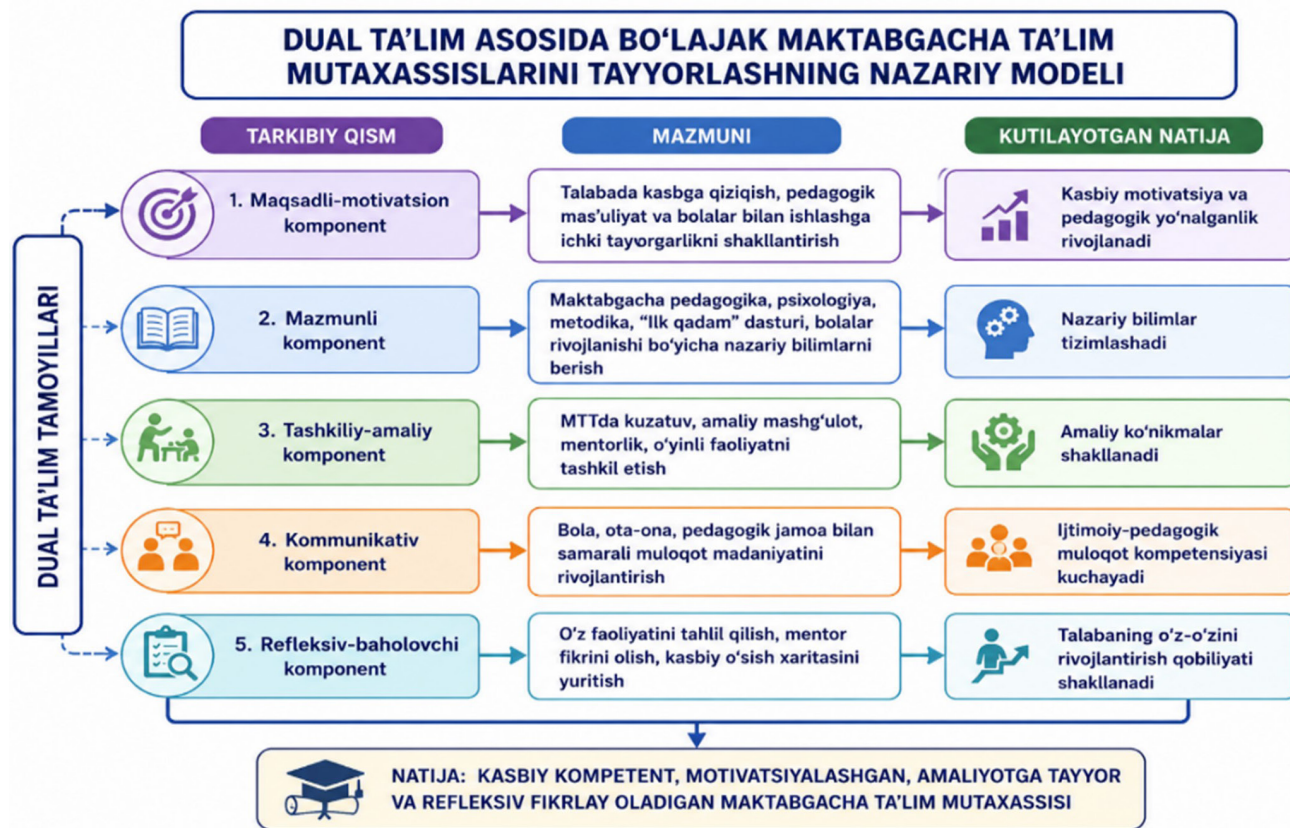 DUAL TA’LIM ASOSIDA BO‘LAJAK MAKTABGACHA TA’LIM
MUTAXASSISLARINI TAYYORLASHNING NAZARIY MODELI
TARKIBIY QISM
MAZMUNI
KUTILAYOTGAN NATIJA
DUAL TA’LIM TAMOYILLARI
1. Maqsadli-motivatsion
komponent
Talabada kasbga qiziqish, pedagogik
mas’uliyat va bolalar bilan ishlashga
ichki tayyorgarlikni shakllantirish
Kasbiy motivatsiya va
pedagogik yo‘nalganlik
rivojlanadi
2. Mazmunli
komponent
Maktabgacha pedagogika, psixologiya,
metodika, “Ilk qadam” dasturi, bolalar
rivojlanishi bo‘yicha nazariy bilimlarni
berish
Nazariy bilimlar
tizimlashadi
3. Tashkiliy-amaliy
komponent
MTTda kuzatuv, amaliy mashg‘ulot,
mentorlik, o‘yinli faoliyatni
tashkil etish
Amaliy ko‘nikmalar
shakllanadi
4. Kommunikativ
komponent
Bola, ota-ona, pedagogik jamoa bilan
samarali muloqot madaniyatini
rivojlantirish
Ijtimoiy-pedagogik
muloqot kompetensiyasi
kuchayadi
5. Refleksiv-baholovchi
komponent
O‘z faoliyatini tahlil qilish, mentor
fikrini olish, kasbiy o‘sish xaritasini
yuritish
Talabaning o‘z-o‘zini
rivojlantirish qobiliyati
shakllanadi
NATIJA: KASBIY KOMPETENT, MOTIVATSIYALASHGAN, AMALIYOTGA TAYYOR
VA REFLEKSIV FIKRLAY OLADIGAN MAKTABGACHA TA’LIM MUTAXASSISI